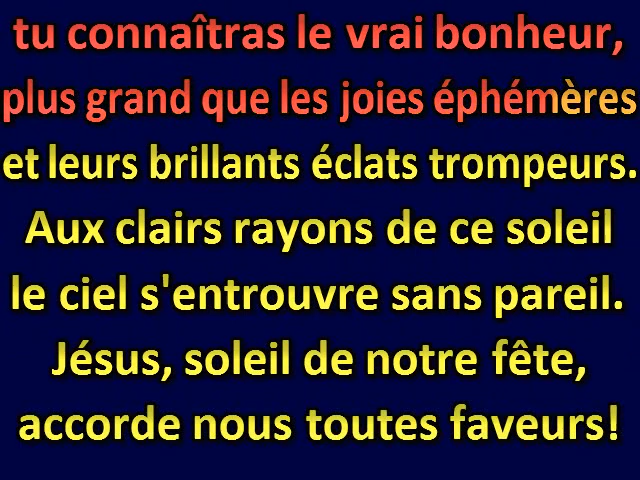 tu connaîtras le vrai bonheur,
plus grand que les joies éphémères
et leurs brillants éclats trompeurs.
Aux clairs rayons de ce soleil
le ciel s'entrouvre sans pareil.
Jésus, soleil de notre fête,
accorde nous toutes faveurs!